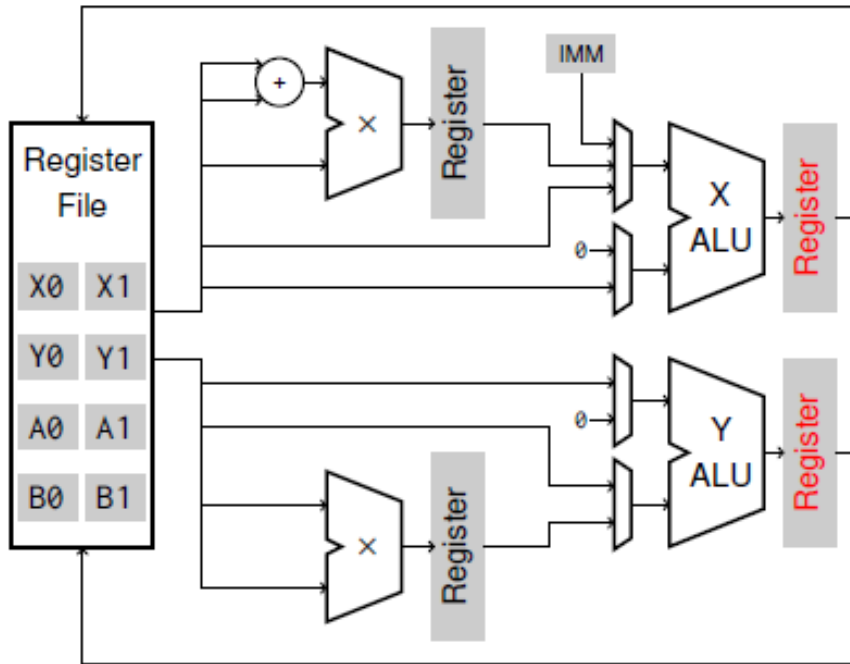 Register
File
X0 X1
Y0 Y1
A0 A1
B0 B1
+
×
Register
IMM
0
X
ALU
Register
0
Y
ALU
Register
×
Register